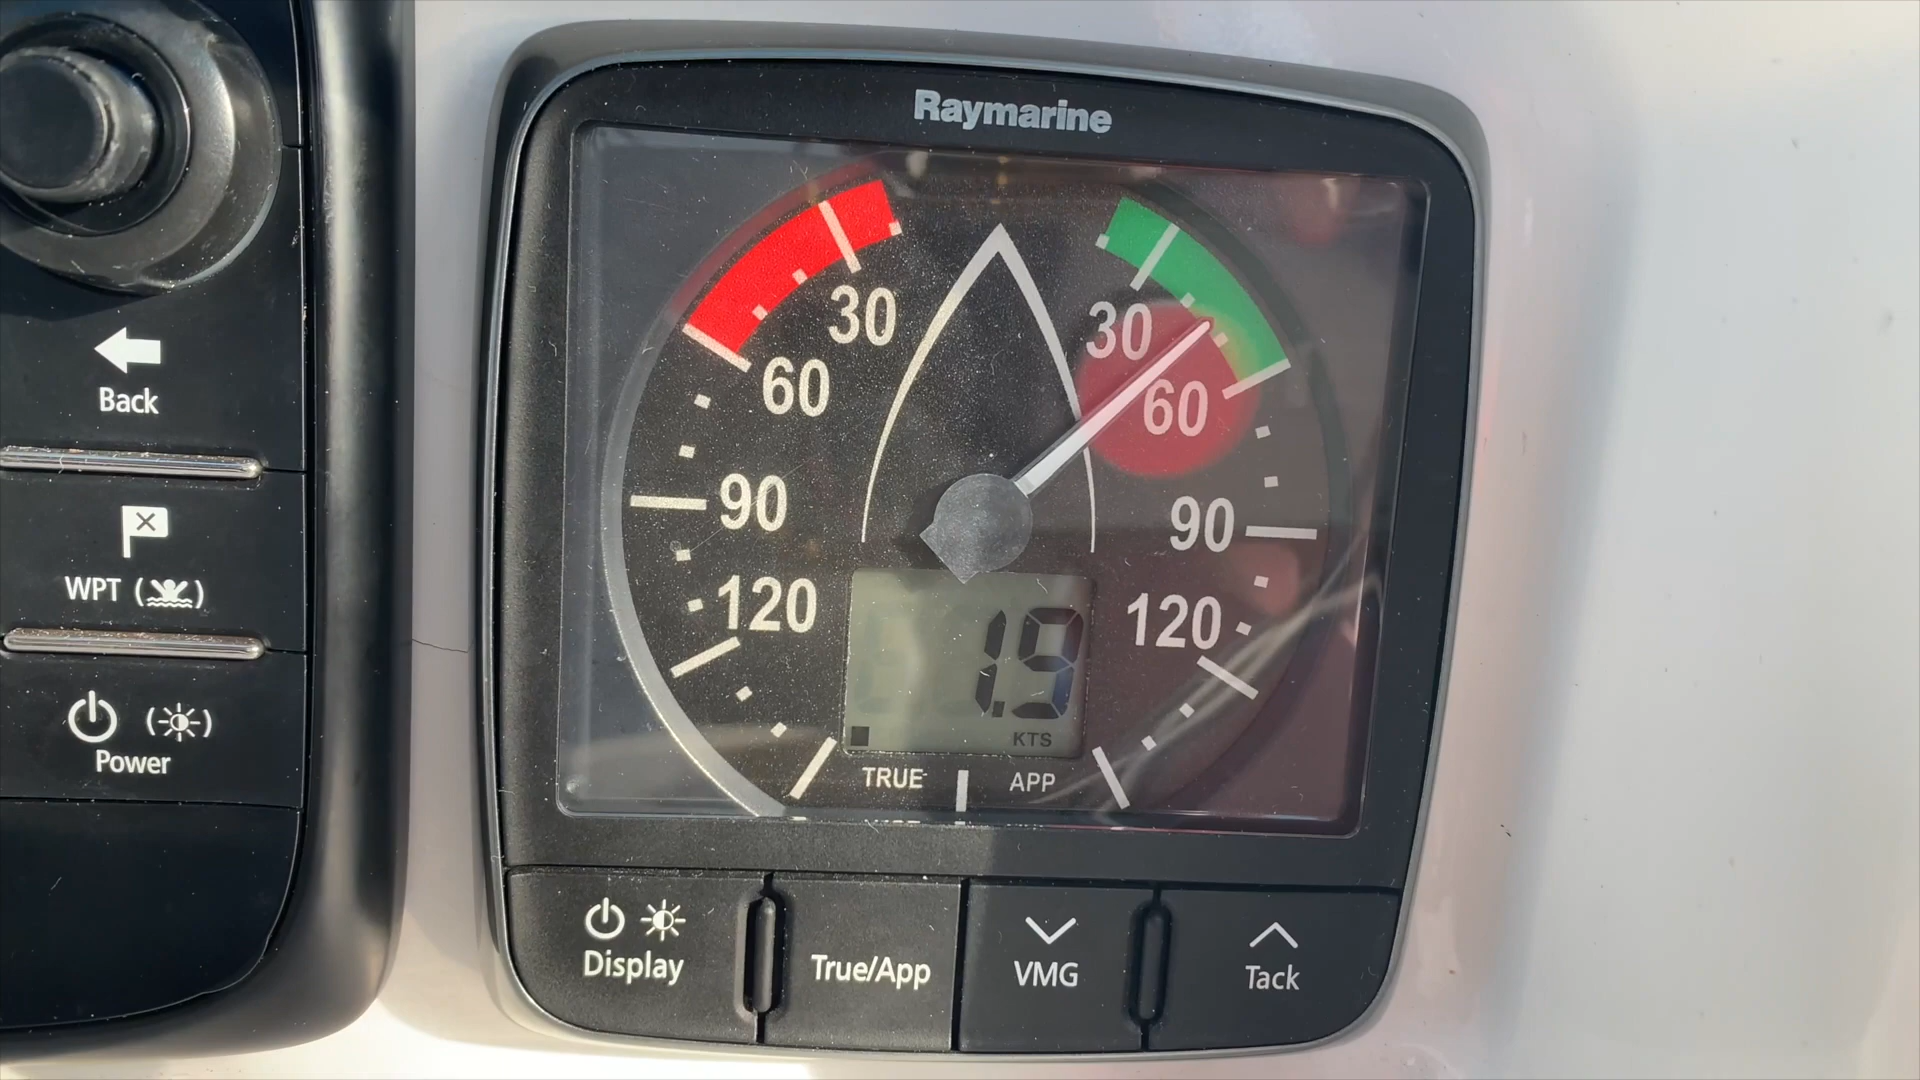 Raymarine
30
30
60
60
90
90
120
120
1.9
KTS
TRUE
APP
Back
WPT
Power
Display
True/App
VMG
Tack